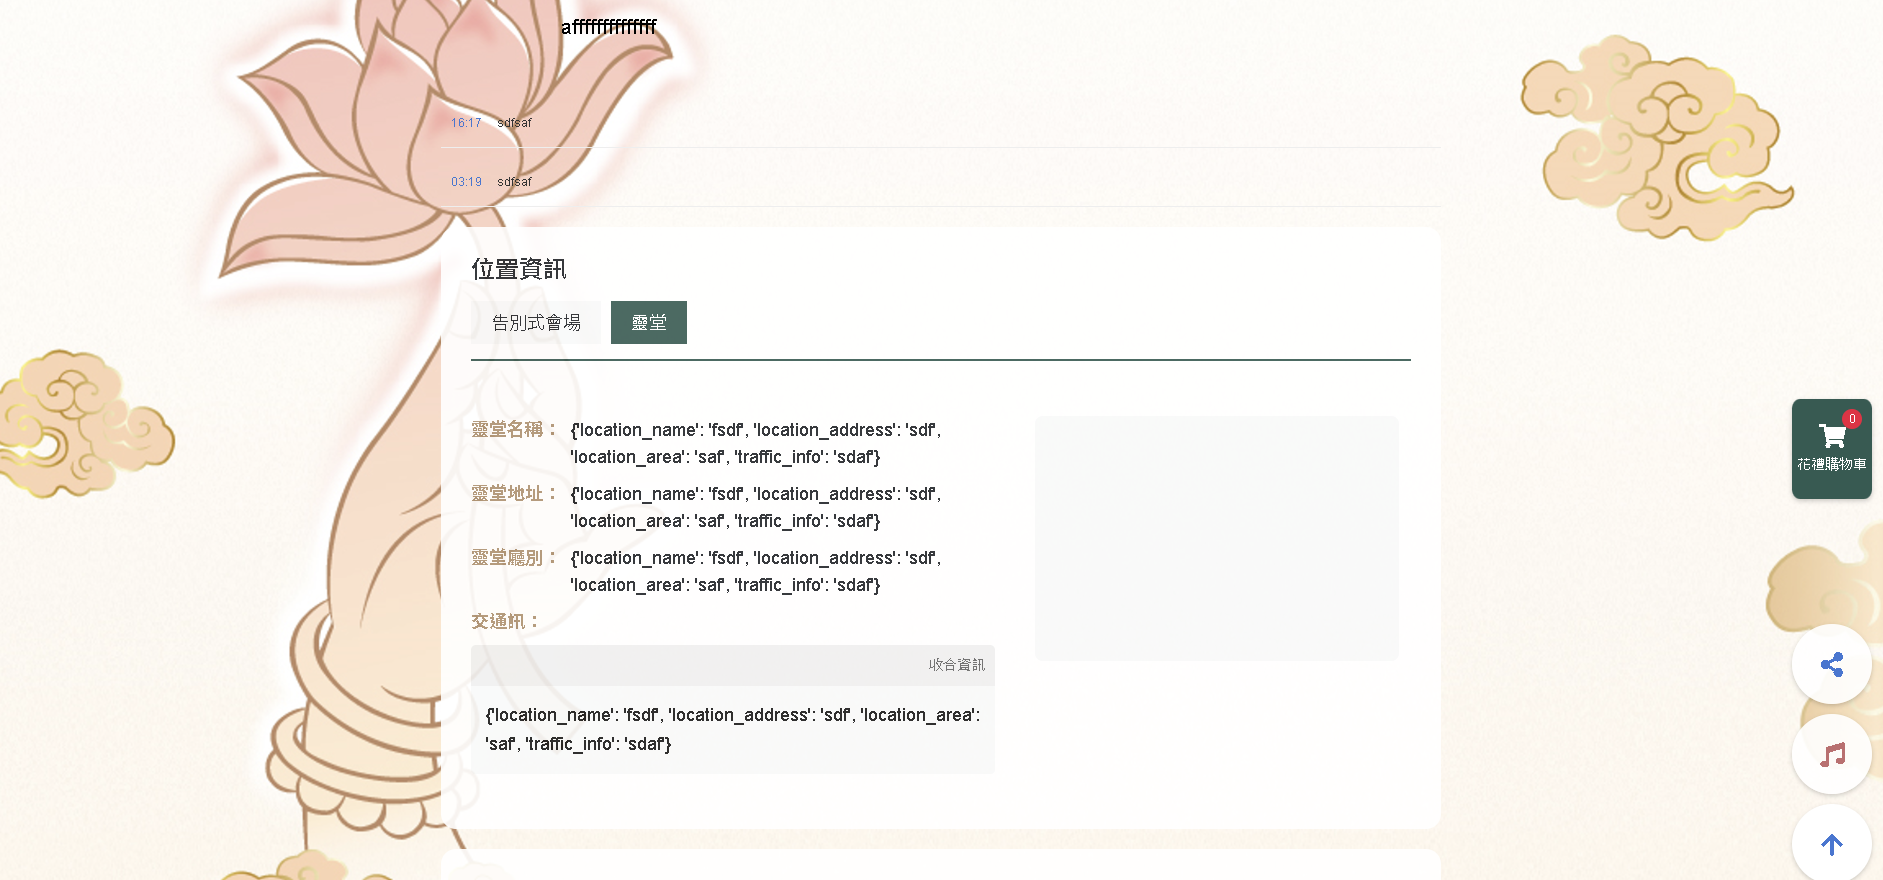 afffffffffffffff
16:17 sdfsaf
03:19 sdfsaf
位置資訊
告別式會場 靈堂
靈堂名稱： {'location_name': 'fsdf', 'location_address': 'sdf',
'location_area': 'saf', 'traffic_info': 'sdaf'}
靈堂地址： {'location_name': 'fsdf', 'location_address': 'sdf',
'location_area': 'saf', 'traffic_info': 'sdaf'}
靈堂廳別： {'location_name': 'fsdf', 'location_address': 'sdf',
'location_area': 'saf', 'traffic_info': 'sdaf'}
交通訊：
收合資訊
{'location_name': 'fsdf', 'location_address': 'sdf', 'location_area':
'saf', 'traffic_info': 'sdaf'}
0
花禮購物車